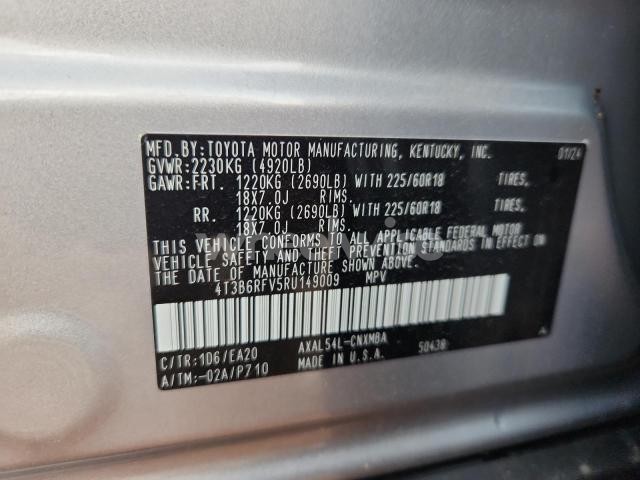 MFD.BY:TOYOTA MOTOR MANUFACTURING, KENTUCKY, INC. 01/24
GVWR:2230KG (4920LB)
GAWR:FRT. 1220KG (2690LB) WITH 225/60R18 TIRES,
18X7.0J RIMS.
RR. 1220KG (2690LB) WITH 225/60R18 TIRES,
18X7.0J RIMS.
THIS VEHICLE CONFORMS TO ALL APPLICABLE FEDERAL MOTOR
VEHICLE SAFETY AND THEFT PREVENTION STANDARDS IN EFFECT ON
THE DATE OF MANUFACTURE SHOWN ABOVE.
4T3B6RFV5RU149009 MPV
C/TR:1D6/EA20 AXAL54L-CNXMBA 50438
A/TM:-02A/P710 MADE IN U.S.A. A